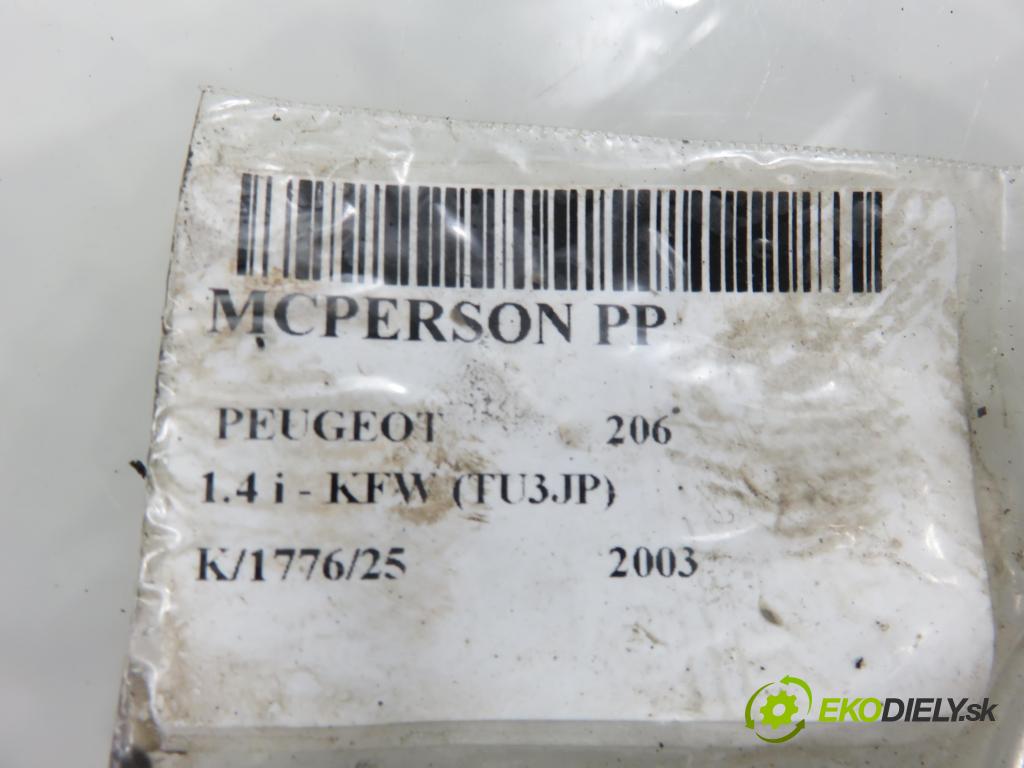 MCPERSON PP
PEUGEOT 206
1.4 i - KFW (TU3JP)
K/1776/25 2003
EKODIELY.sk